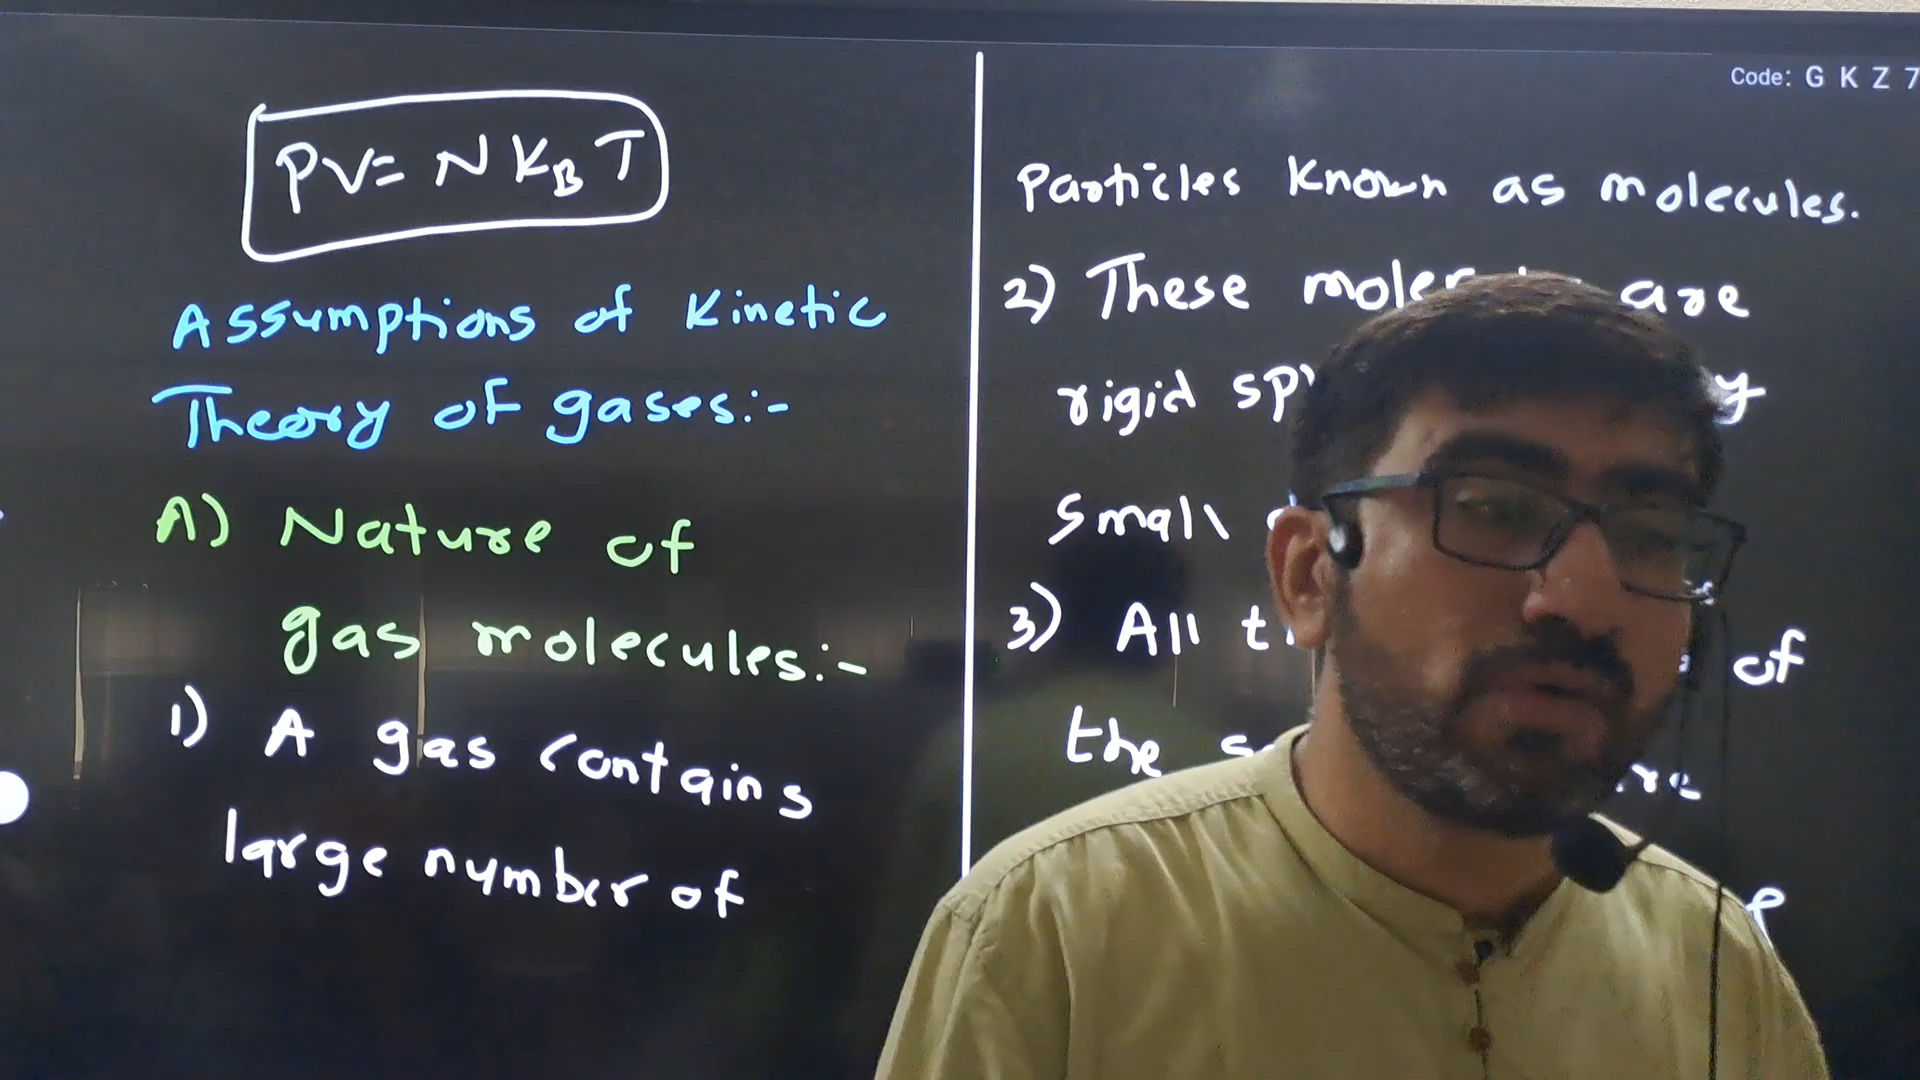 PV = N K_B T
Assumptions of Kinetic
Theory of gases:-
A) Nature of
gas molecules:-
1) A gas contains
large number of
Code: G K Z 7
Particles known as molecules.
2) These are
rigid
small
3) All of
the